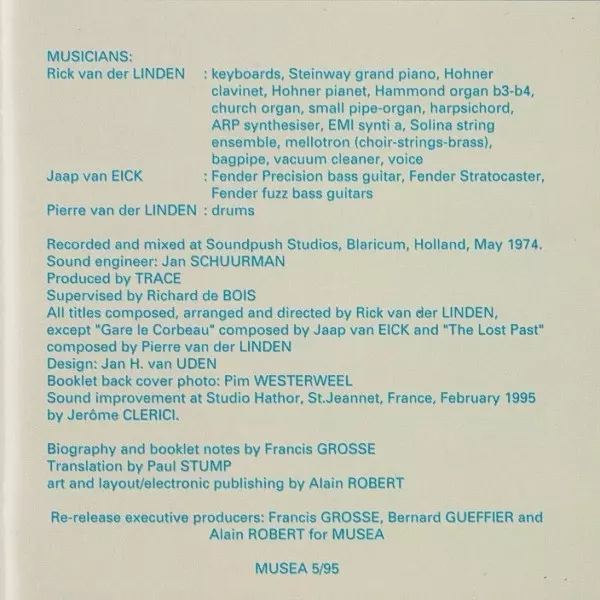 MUSICIANS:
Rick van der LINDEN : keyboards, Steinway grand piano, Hohner
clavinet, Hohner pianet, Hammond organ b3-b4,
church organ, small pipe-organ, harpsichord,
ARP synthesiser, EMI synti a, Solina string
ensemble, mellotron (choir-strings-brass),
bagpipe, vacuum cleaner, voice
Jaap van EICK : Fender Precision bass guitar, Fender Stratocaster,
Fender fuzz bass guitars
Pierre van der LINDEN : drums
Recorded and mixed at Soundpush Studios, Blaricum, Holland, May 1974.
Sound engineer: Jan SCHUURMAN
Produced by TRACE
Supervised by Richard de BOIS
All titles composed, arranged and directed by Rick van der LINDEN,
except "Gare le Corbeau" composed by Jaap van EICK and "The Lost Past"
composed by Pierre van der LINDEN
Design: Jan H. van UDEN
Booklet back cover photo: Pim WESTERWEEL
Sound improvement at Studio Hathor, St.Jeannet, France, February 1995
by Jerôme CLERICI.
Biography and booklet notes by Francis GROSSE
Translation by Paul STUMP
art and layout/electronic publishing by Alain ROBERT
Re-release executive producers: Francis GROSSE, Bernard GUEFFIER and
Alain ROBERT for MUSEA
MUSEA 5/95